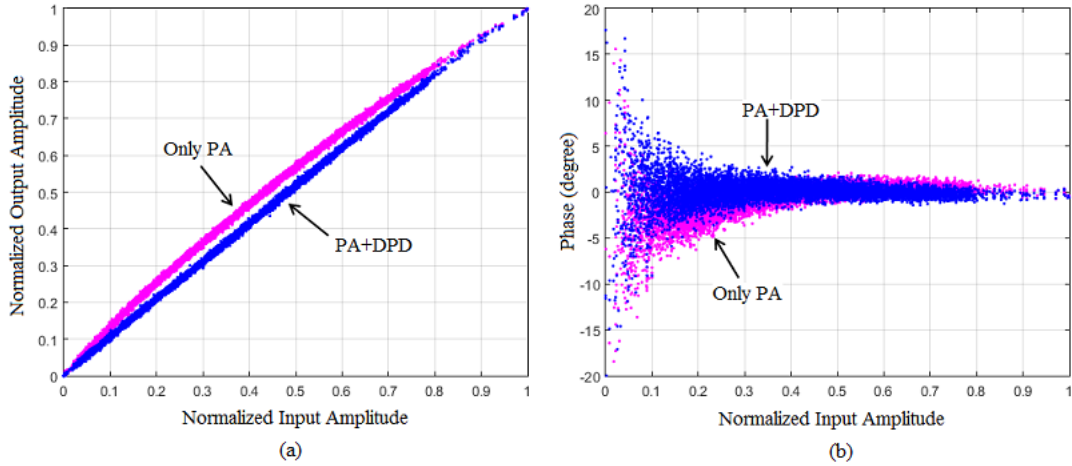 Normalized Output Amplitude
1
0.9
0.8
0.7
0.6
0.5
0.4
0.3
0.2
0.1
0
Only PA
PA+DPD
0 0.1 0.2 0.3 0.4 0.5 0.6 0.7 0.8 0.9 1
Normalized Input Amplitude
(a)
Phase (degree)
20
15
10
5
0
-5
-10
-15
-20
PA+DPD
Only PA
0 0.1 0.2 0.3 0.4 0.5 0.6 0.7 0.8 0.9 1
Normalized Input Amplitude
(b)